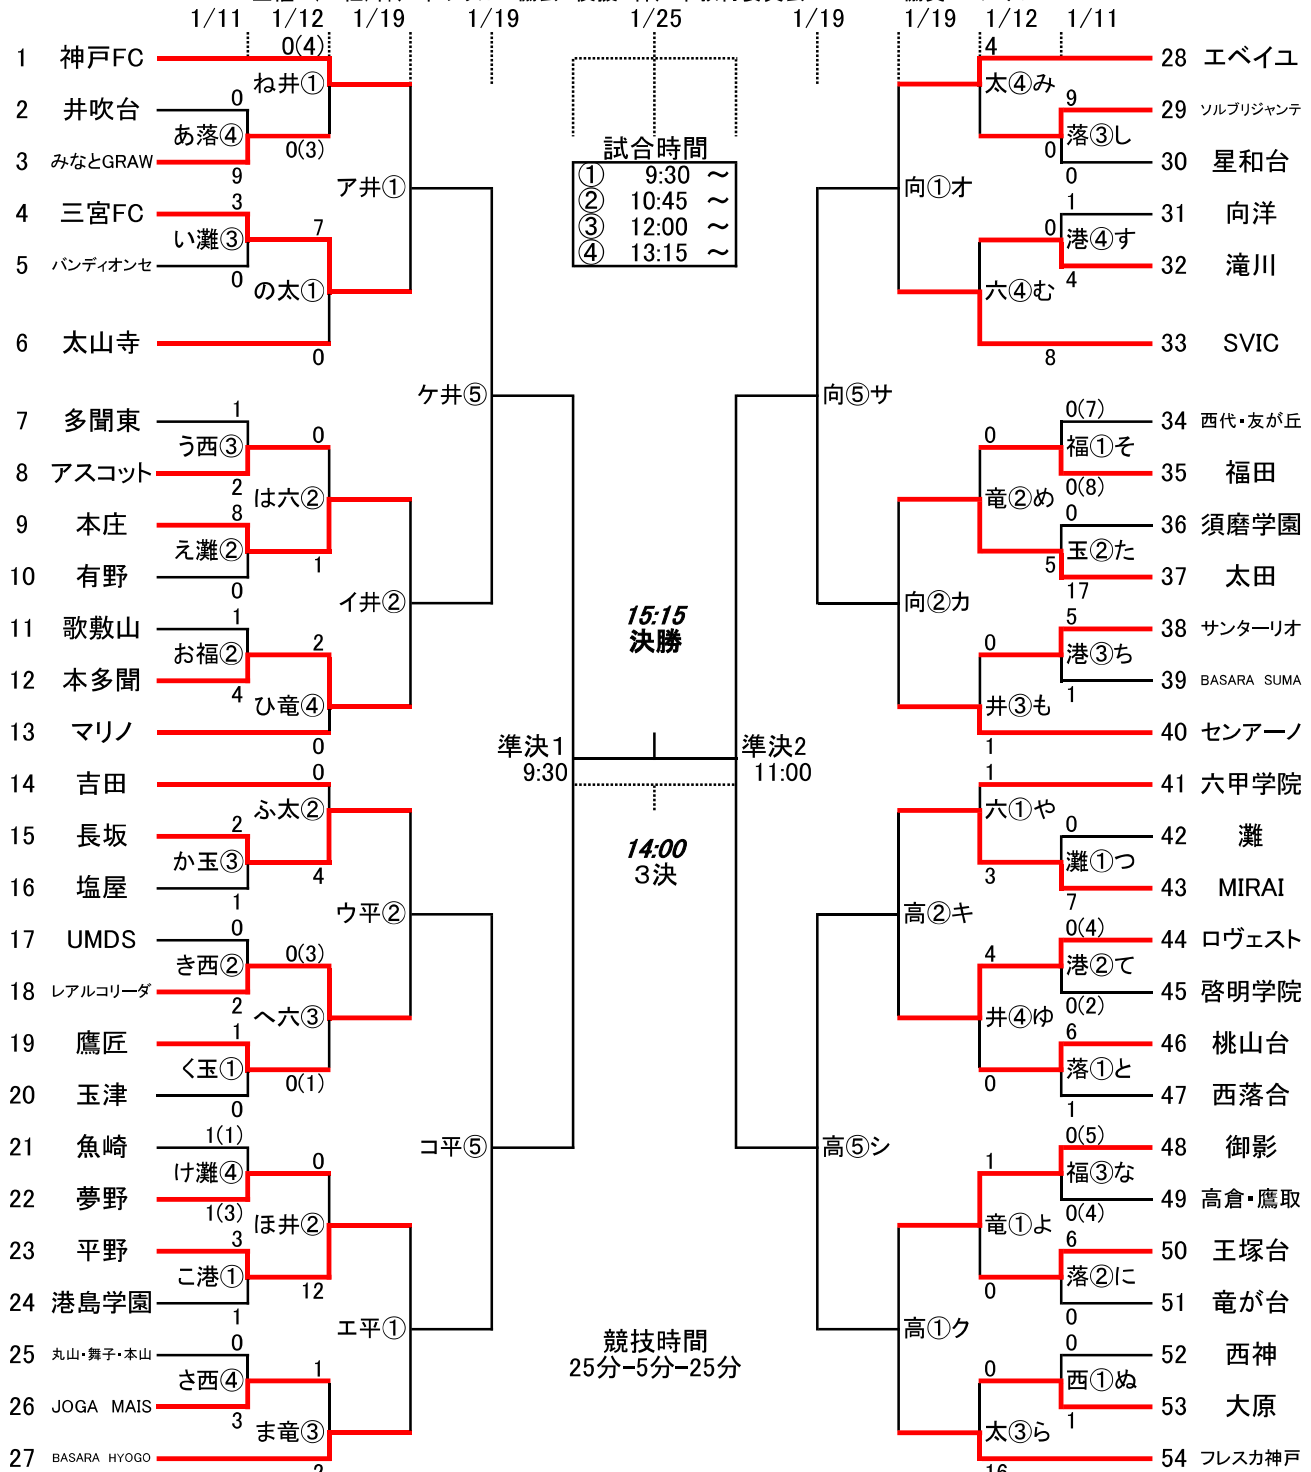 1/11 1/12 1/19 1/19 1/25 1/19 1/19 1/12 1/11
1 神戸FC
0(4)
ね井①
2 井吹台
0
あ落④
0(3)
3 みなとGRAW
9
ア井①
4 三宮FC
3
い灘③
7
5 バンディオンセ
0
の太①
6 太山寺
0
ケ井⑤
7 多聞東
1
う西③
0
8 アスコット
2
は六②
9 本庄
8
え灘②
1
10 有野
0
イ井②
11 歌敷山
1
お福②
2
12 本多聞
4
ひ竜④
13 マリノ
0
14 吉田
0
ふ太②
15 長坂
2
か玉③
4
16 塩屋
1
ウ平②
17 UMDS
0
き西②
0(3)
18 レアルコリーダ
2
へ六③
19 鷹匠
1
く玉①
0(1)
20 玉津
0
コ平⑤
21 魚崎
1(1)
け灘④
0
22 夢野
1(3)
ほ井②
23 平野
3
こ港①
12
24 港島学園
1
エ平①
25 丸山・舞子・本山
0
さ西④
1
26 JOGA MAIS
3
ま竜③
27 BASARA HYOGO
試合時間
① 9:30 ～
② 10:45 ～
③ 12:00 ～
④ 13:15 ～
15:15
決勝
準決1
9:30
準決2
11:00
14:00
3決
競技時間
25分-5分-25分
4
28 エベイユ
太④み
9
29 ソルブリジャンテ
落③し
0
30 星和台
0
向①オ
1
31 向洋
0
港④す
32 滝川
4
六④む
33 SVIC
8
向⑤サ
0(7)
34 西代・友が丘
0
福①そ
35 福田
0(8)
竜②め
0
36 須磨学園
玉②た
5
37 太田
17
向②カ
5
38 サンターリオ
0
港③ち
39 BASARA SUMA
1
井③も
40 センアーノ
1
1
41 六甲学院
六①や
0
42 灘
灘①つ
3
43 MIRAI
7
高②キ
0(4)
44 ロヴェスト
4
港②て
45 啓明学院
0(2)
井④ゆ
6
46 桃山台
落①と
0
47 西落合
1
高⑤シ
0(5)
48 御影
1
福③な
49 高倉・鷹取
0(4)
竜①よ
6
50 王塚台
落②に
0
51 竜が台
0
高①ク
0
52 西神
0
西①ぬ
53 大原
1
太③ら
54 フレスカ神戸